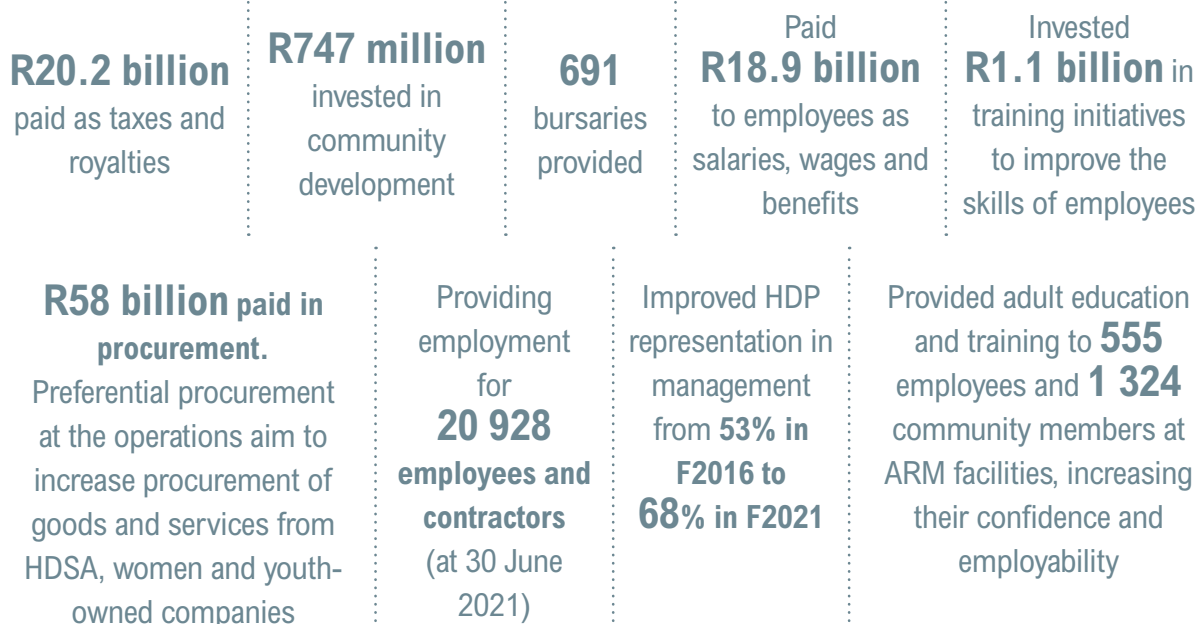 R20.2 billion
paid as taxes and
royalties
R747 million
invested in
community
development
691
bursaries
provided
Paid
R18.9 billion
to employees as
salaries, wages and
benefits
Invested
R1.1 billion in
training initiatives
to improve the
skills of employees
R58 billion paid in
procurement.
Preferential procurement
at the operations aim to
increase procurement of
goods and services from
HDSA, women and youth-
owned companies
Providing
employment
for
20 928
employees and
contractors
(at 30 June
2021)
Improved HDP
representation in
management
from 53% in
F2016 to
68% in F2021
Provided adult education
and training to 555
employees and 1 324
community members at
ARM facilities, increasing
their confidence and
employability